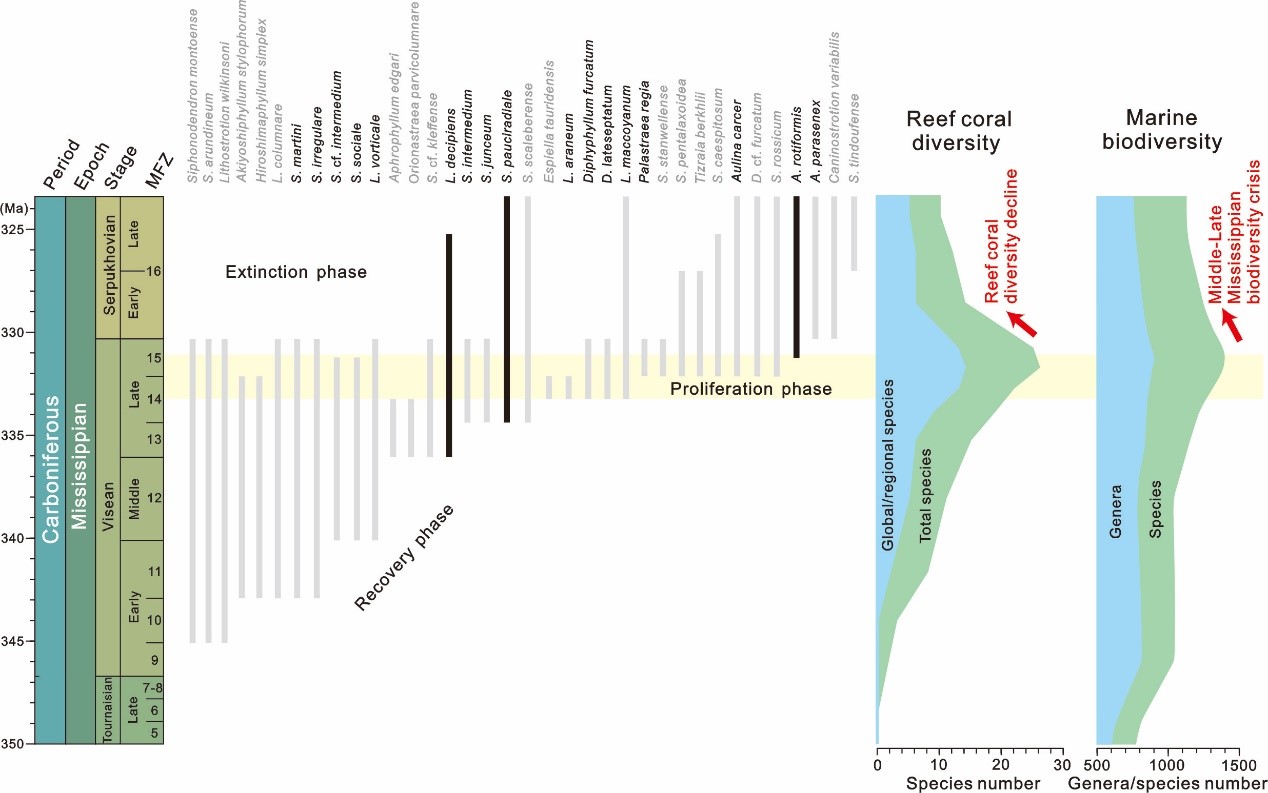 Period
Epoch
Stage
MFZ
Siphonodendron montoense
S. arundineum
Lithostrotion wilkinsoni
Akiyoshiphyllum stylophorum
Hiroshimaphyllum simplex
L. columnare
S. martini
S. irregulare
S. cf. intermedium
S. sociale
L. vorticale
Aphrophyllum edgari
Orionastraea parvicolumnare
S. cf. kleffense
L. decipiens
S. intermedium
S. junceum
S. pauciradiale
S. scaleberense
Espiella tauridensis
L. araneum
Diphyphyllum furcatum
D. lateseptatum
L. maccoyanum
Palastraea regia
S. stanwellense
S. pentalaxoidea
Tizraia berkhlii
S. caespitosum
Aulina carcer
D. cf. furcatum
S. rossicum
A. rotiformis
A. parasenex
Caninostrotion variabilis
S. tindoufense
Reef coral
diversity
Marine
biodiversity
(Ma)
325
330
335
340
345
350
Carboniferous
Mississippian
Serpukhovian
Visean
Tournaisian
Late
Early
Late
Middle
Early
Late
16
15
14
13
12
11
10
9
7-8
6
5
Extinction phase
Proliferation phase
Recovery phase
Reef coral
diversity decline
Middle-Late
Mississippian
biodiversity crisis
Global/regional species
Total species
Genera
Species
0 10 20 30
Species number
500 1000 1500
Genera/species number